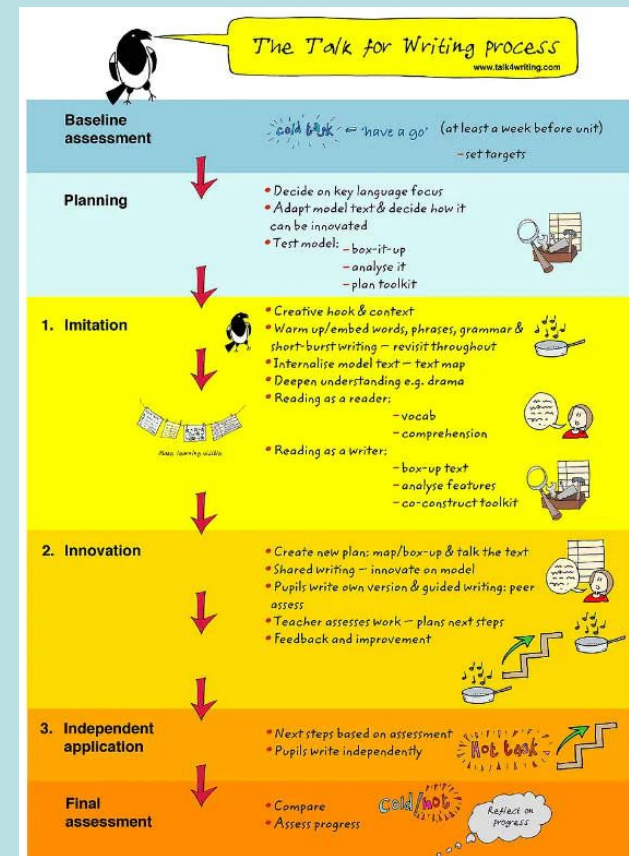 The Talk for Writing process
www.talk4writing.com
Baseline
assessment
cold task = 'have a go' (at least a week before unit)
– set targets
Planning
• Decide on key language focus
• Adapt model text & decide how it
can be innovated
• Test model: – box-it-up
– analyse it
– plan toolkit
1. Imitation
• Creative hook & context
• Warm up/embed words, phrases, grammar &
short-burst writing – revisit throughout
• Internalise model text – text map
• Deepen understanding e.g. drama
• Reading as a reader:
– vocab
– comprehension
Make learning visible
• Reading as a writer:
– box-up text
– analyse features
– co-construct toolkit
2. Innovation
• Create new plan: map/box-up & talk the text
• Shared writing – innovate on model
• Pupils write own version & guided writing: peer
assess
• Teacher assesses work – plans next steps
• Feedback and improvement
3. Independent
application
• Next steps based on assessment
• Pupils write independently
Hot task
Final
assessment
• Compare
• Assess progress
Cold/hot
Reflect on
progress